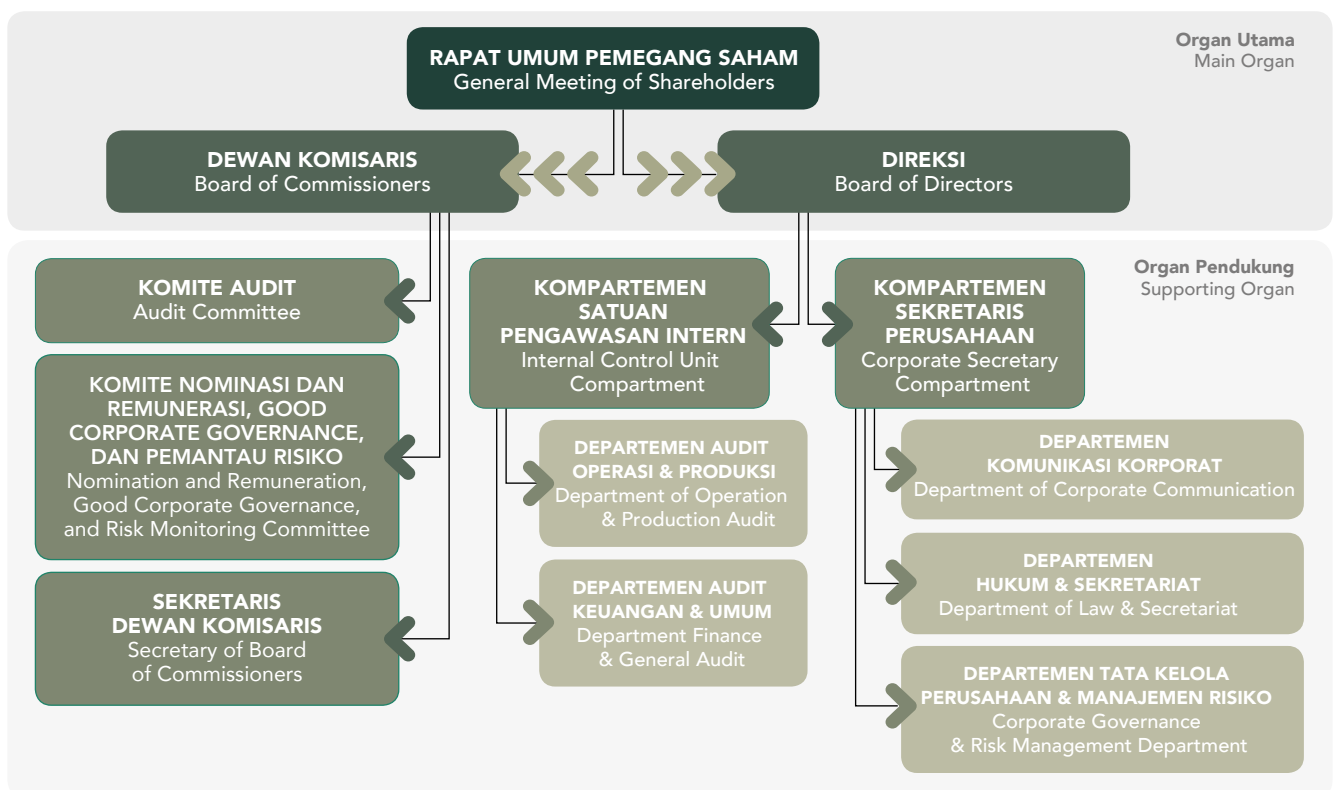 Organ Utama
Main Organ
RAPAT UMUM PEMEGANG SAHAM
General Meeting of Shareholders
DEWAN KOMISARIS
Board of Commissioners
DIREKSI
Board of Directors
Organ Pendukung
Supporting Organ
KOMITE AUDIT
Audit Committee
KOMITE NOMINASI DAN
REMUNERASI, GOOD
CORPORATE GOVERNANCE,
DAN PEMANTAU RISIKO
Nomination and Remuneration,
Good Corporate Governance,
and Risk Monitoring Committee
SEKRETARIS
DEWAN KOMISARIS
Secretary of Board
of Commissioners
KOMPARTEMEN
SATUAN
PENGAWASAN INTERN
Internal Control Unit
Compartment
DEPARTEMEN AUDIT
OPERASI & PRODUKSI
Department of Operation
& Production Audit
DEPARTEMEN AUDIT
KEUANGAN & UMUM
Department Finance
& General Audit
KOMPARTEMEN
SEKRETARIS
PERUSAHAAN
Corporate Secretary
Compartment
DEPARTEMEN
KOMUNIKASI KORPORAT
Department of Corporate Communication
DEPARTEMEN
HUKUM & SEKRETARIAT
Department of Law & Secretariat
DEPARTEMEN TATA KELOLA
PERUSAHAAN & MANAJEMEN RISIKO
Corporate Governance
& Risk Management Department